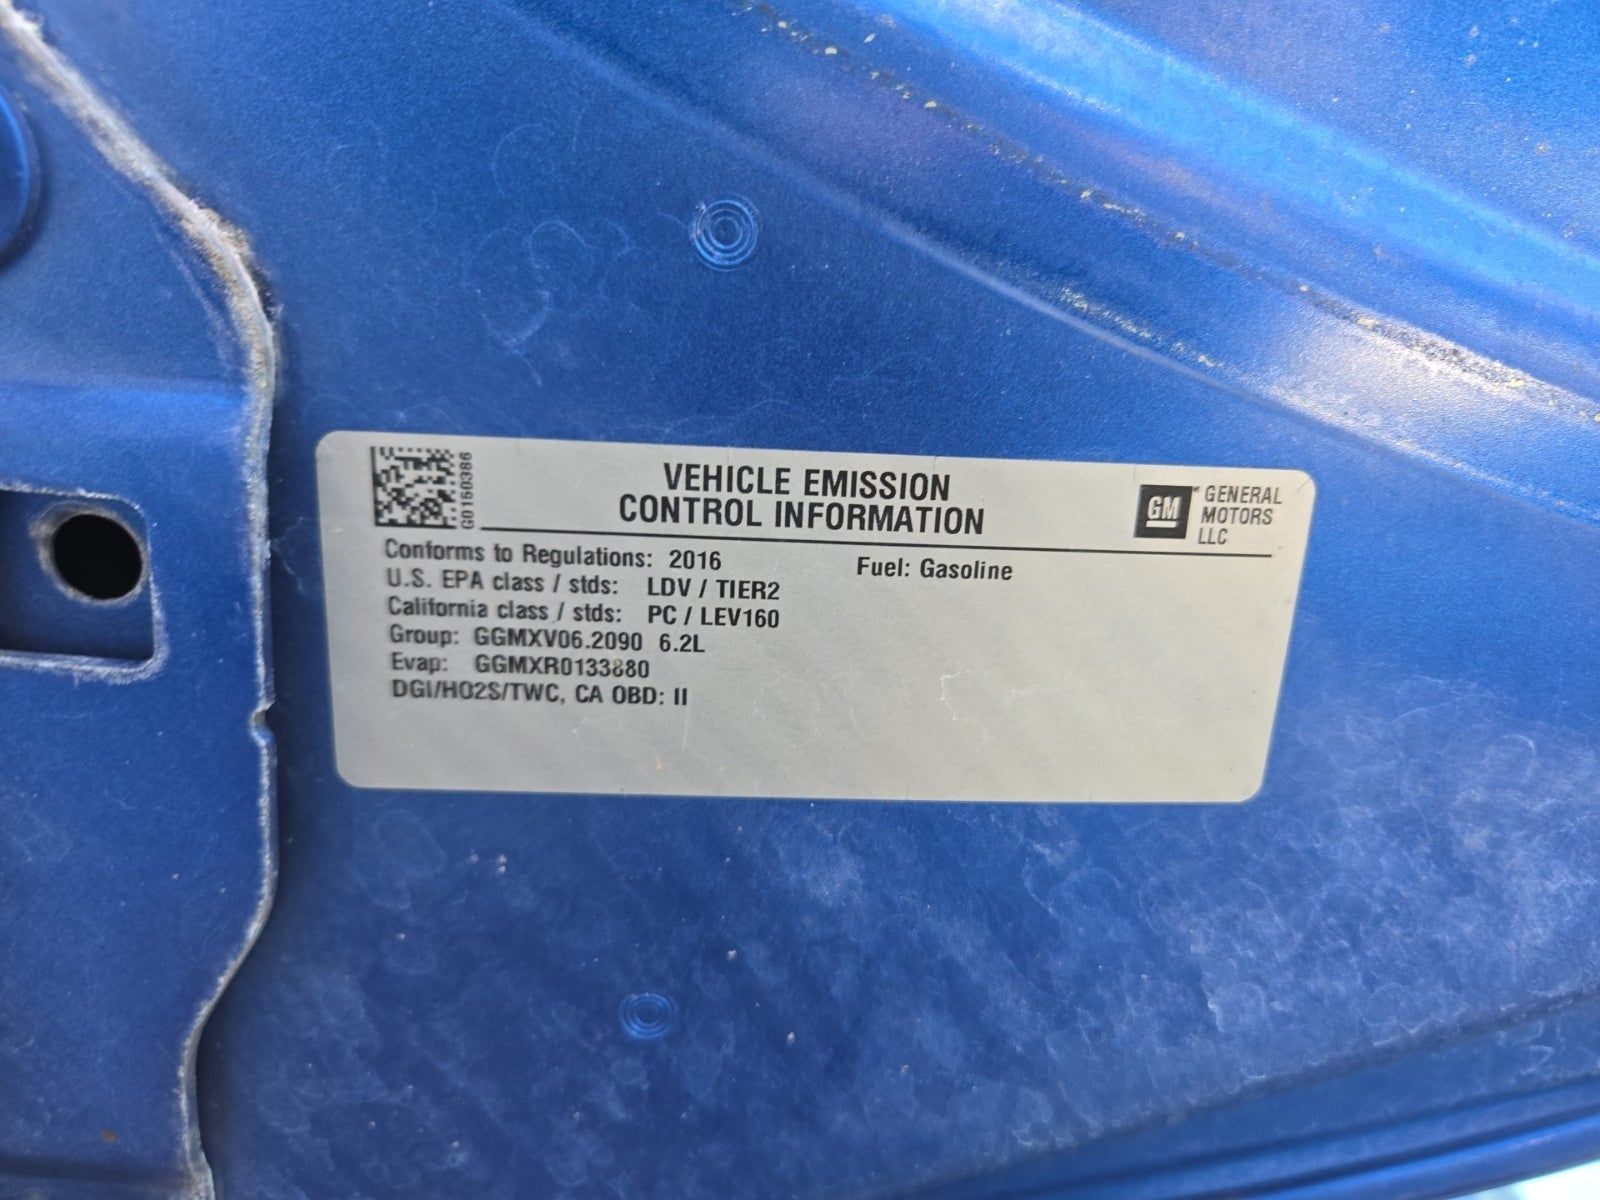 G0160386
VEHICLE EMISSION
CONTROL INFORMATION
GM
GENERAL
MOTORS
LLC
Conforms to Regulations: 2016
Fuel: Gasoline
U.S. EPA class / stds: LDV / TIER2
California class / stds: PC / LEV160
Group: GGMXV06.2090 6.2L
Evap: GGMXR0133880
DGI/HO2S/TWC, CA OBD: II